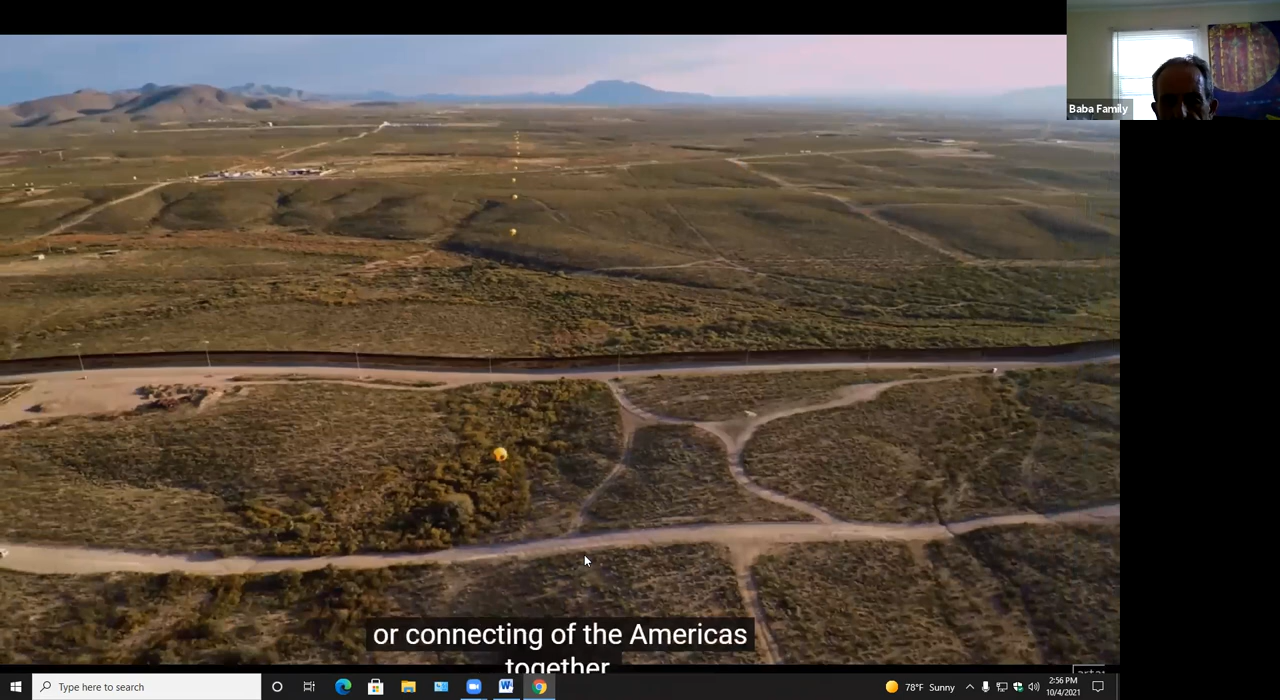 Baba Family
or connecting of the Americas
together
Type here to search
78°F Sunny
2:56 PM
10/4/2021